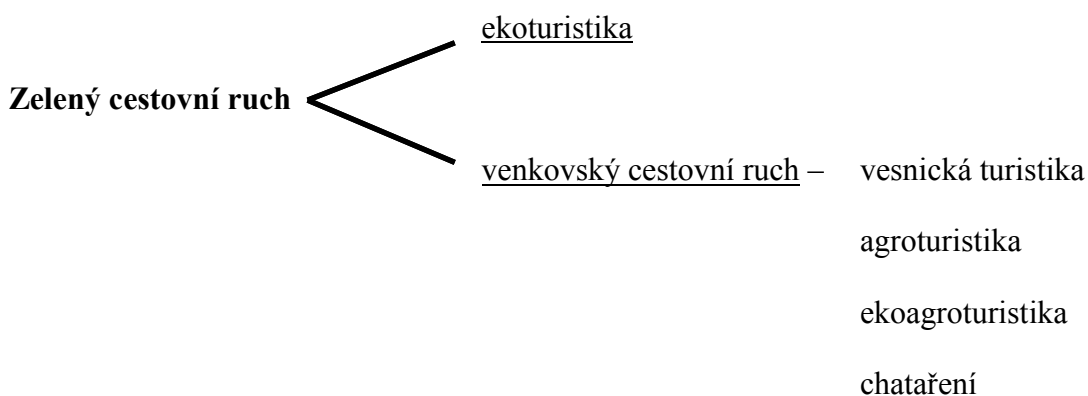 ekoturistika
Zelený cestovní ruch
venkovský cestovní ruch – vesnická turistika
agroturistika
ekoagroturistika
chataření